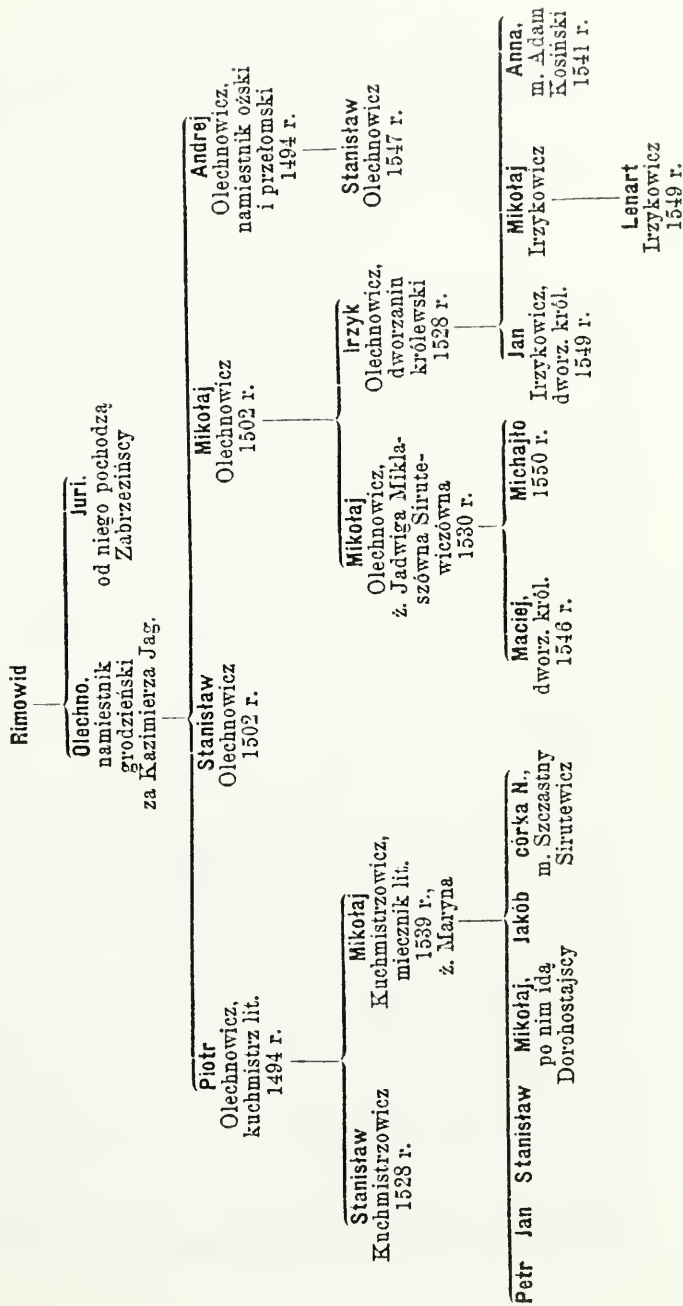 Rimowid
Olechno.
namiestnik
grodzieński
za Kazimierza Jag.
Juri.
od niego pochodzą
Zabrzezińscy
Piotr
Olechnowicz,
kuchmistrz lit.
1494 r.
Stanisław
Olechnowicz
1502 r.
Mikołaj
Olechnowicz
1502 r.
Andrej
Olechnowicz,
namiestnik ożski
i przełomski
1494 r.
Stanisław
Kuchmistrzowicz
1528 r.
Mikołaj
Kuchmistrzowicz,
miecznik lit.
1539 r.,
ż. Maryna
Mikołaj
Olechnowicz,
ż. Jadwiga Mikla-
szówna Sirute-
wiczówna
1530 r.
Irzyk
Olechnowicz,
dworzanin
królewski
1528 r.
Stanisław
Olechnowicz
1547 r.
Petr
Jan
Stanisław
Mikołaj,
po nim idą
Dorohostajscy
Jakób
córka N.,
m. Szczastny
Sirutewicz
Maciej,
dworz. król.
1546 r.
Michajło
1550 r.
Jan
Irzykowicz,
dworz. król.
1549 r.
Mikołaj
Irzykowicz
Anna,
m. Adam
Kosiński
1541 r.
Lenart
Irzykowicz
1549 r.